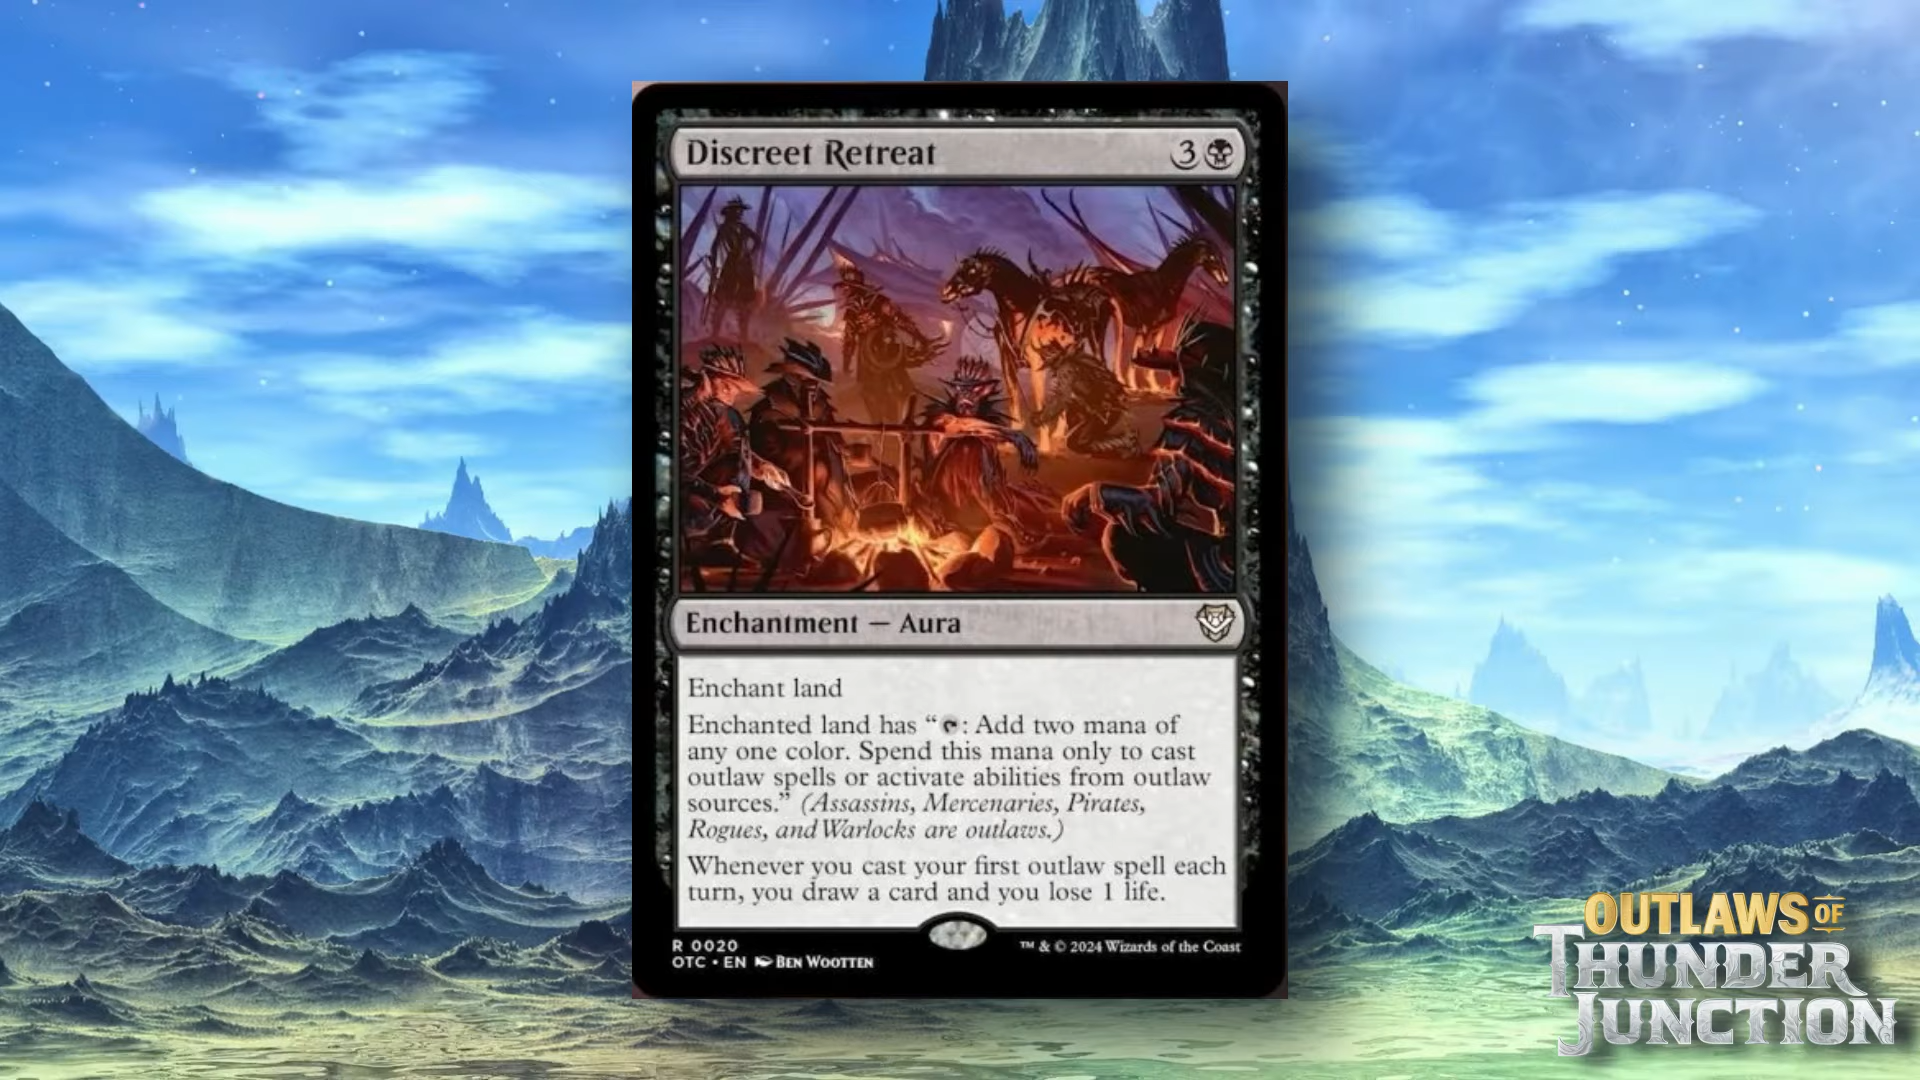 Discreet Retreat 3
Enchantment — Aura
Enchant land
Enchanted land has “: Add two mana of
any one color. Spend this mana only to cast
outlaw spells or activate abilities from outlaw
sources.” (Assassins, Mercenaries, Pirates,
Rogues, and Warlocks are outlaws.)
Whenever you cast your first outlaw spell each
turn, you draw a card and you lose 1 life.
R 0020
™ & © 2024 Wizards of the Coast
OTC • EN BEN WOOTTEN
OUTLAWS OF
THUNDER
JUNCTION